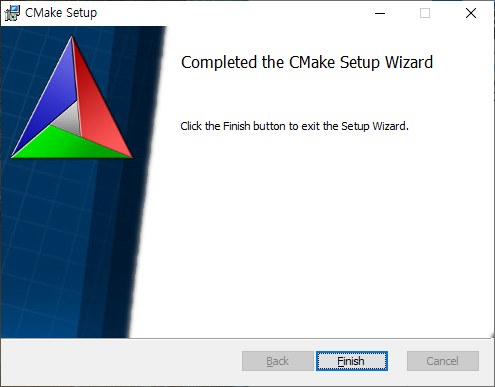 CMake Setup
Completed the CMake Setup Wizard
Click the Finish button to exit the Setup Wizard.
Back
Finish
Cancel